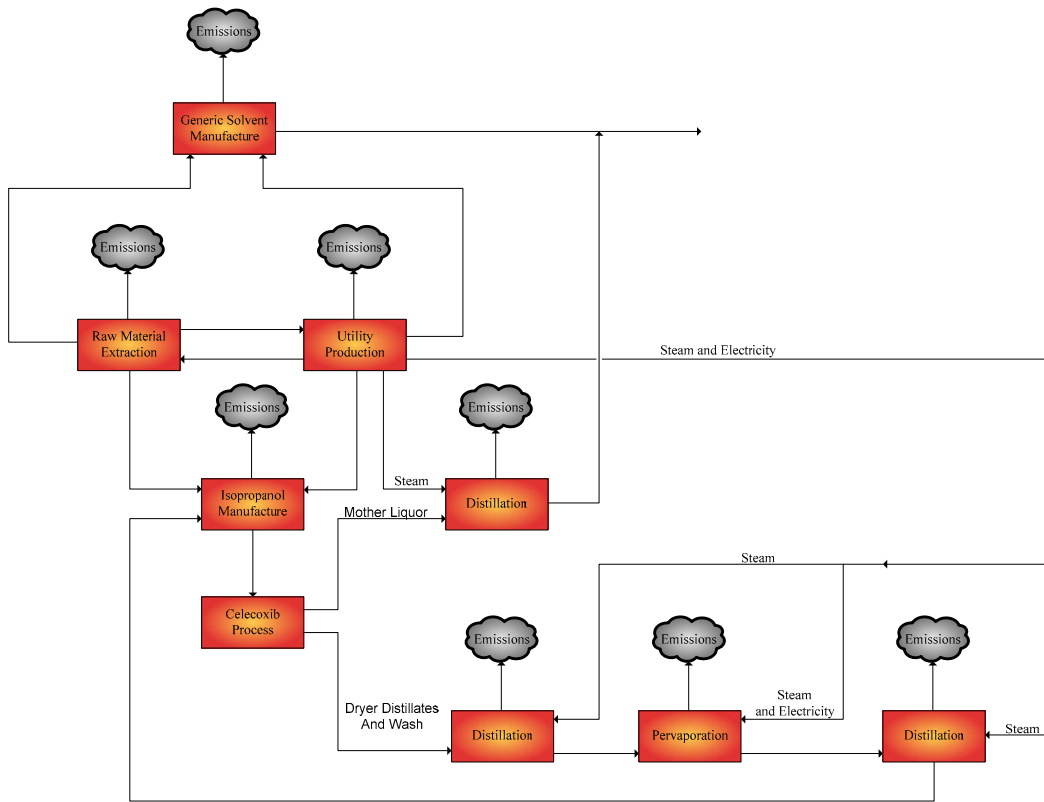 Emissions
Generic Solvent
Manufacture
Emissions
Emissions
Raw Material
Extraction
Utility
Production
Steam and Electricity
Emissions
Emissions
Isopropanol
Manufacture
Steam
Distillation
Mother Liquor
Steam
Celecoxib
Process
Emissions
Emissions
Emissions
Dryer Distillates
And Wash
Steam
and Electricity
Distillation
Pervaporation
Distillation
Steam